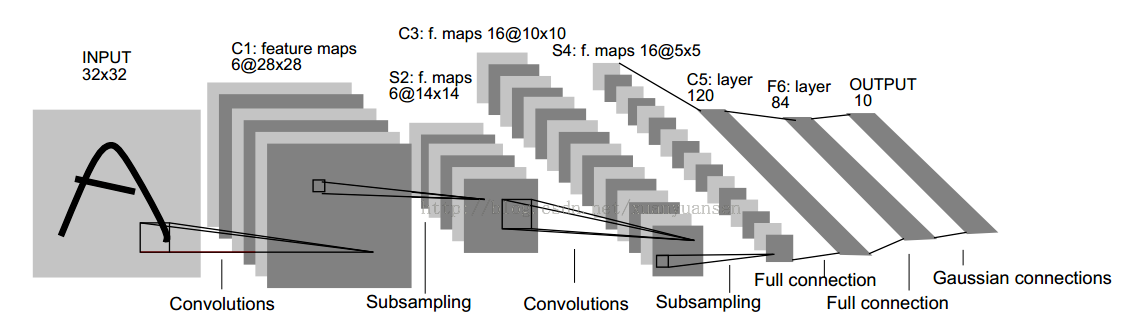 INPUT
32x32
C1: feature maps
6@28x28
S2: f. maps
6@14x14
C3: f. maps 16@10x10
S4: f. maps 16@5x5
C5: layer
120
F6: layer
84
OUTPUT
10
Convolutions
Subsampling
Convolutions
Subsampling
Full connection
Full connection
Gaussian connections